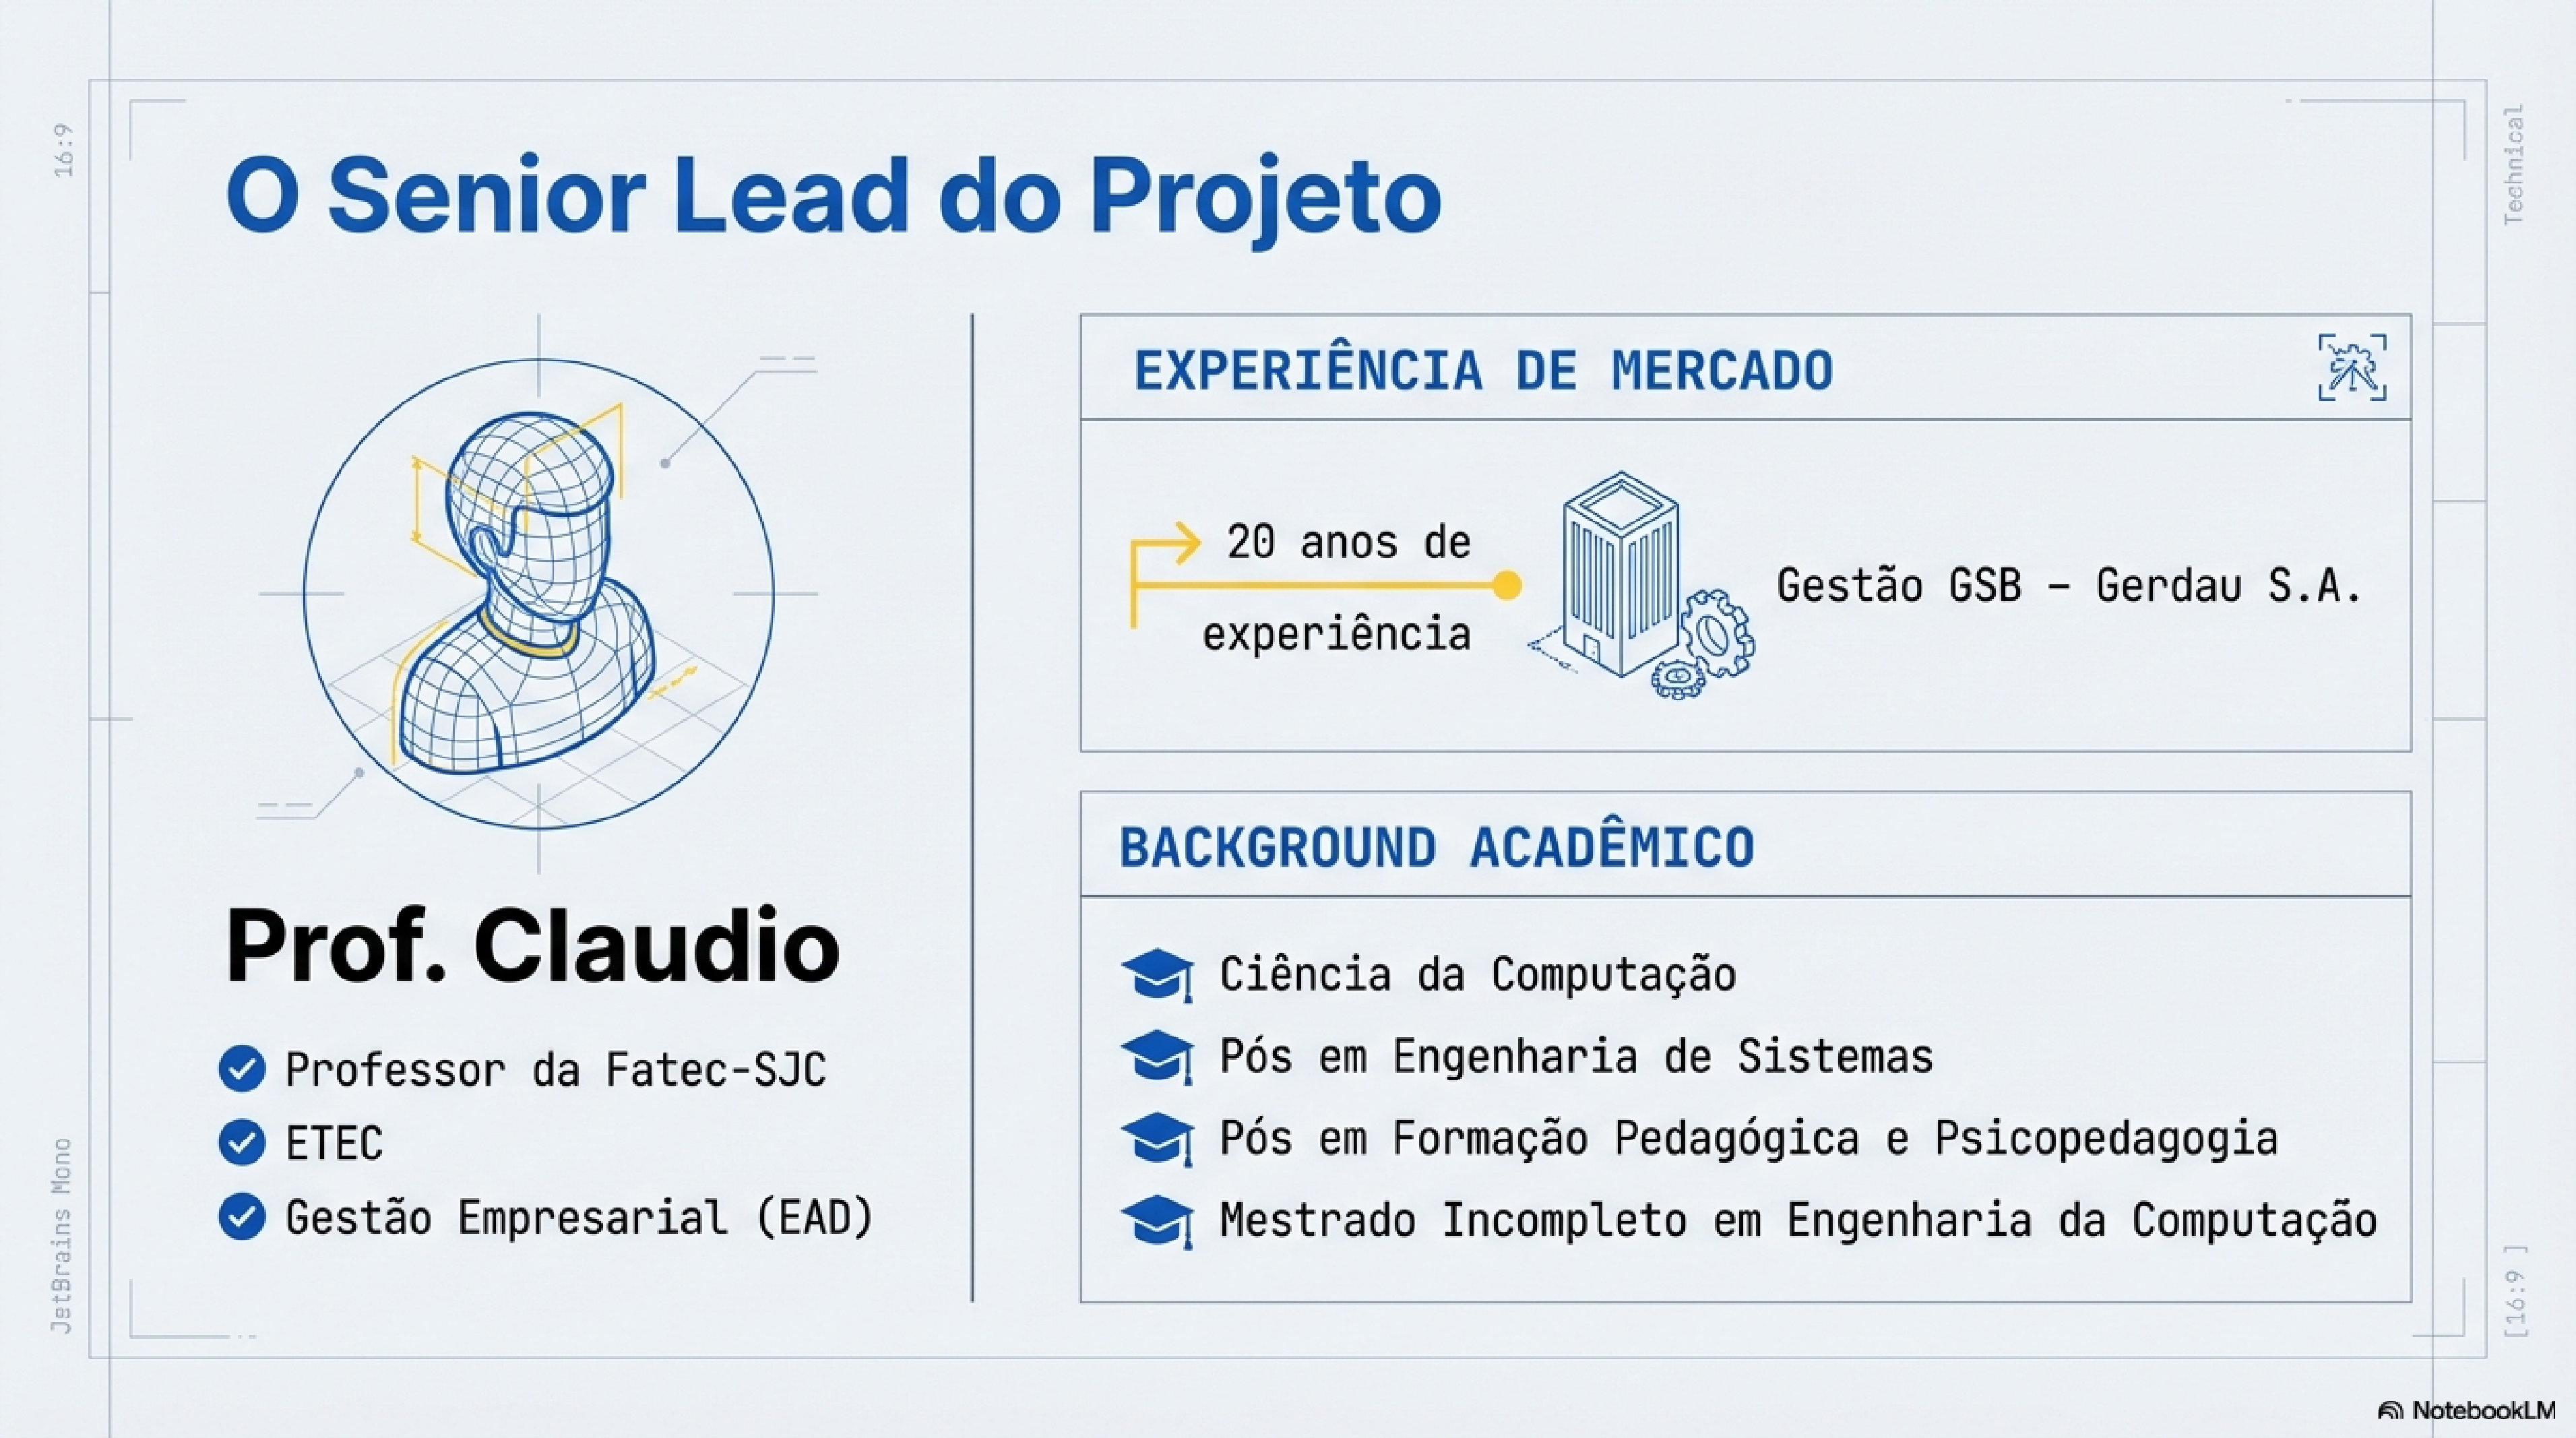 16:9
Technical
O Senior Lead do Projeto
Prof. Claudio
Professor da Fatec-SJC
ETEC
Gestão Empresarial (EAD)
EXPERIÊNCIA DE MERCADO
20 anos de
experiência
Gestão GSB – Gerdau S.A.
BACKGROUND ACADÊMICO
Ciência da Computação
Pós em Engenharia de Sistemas
Pós em Formação Pedagógica e Psicopedagogia
Mestrado Incompleto em Engenharia da Computação
JetBrains Mono
[16:9 ]
NotebookLM